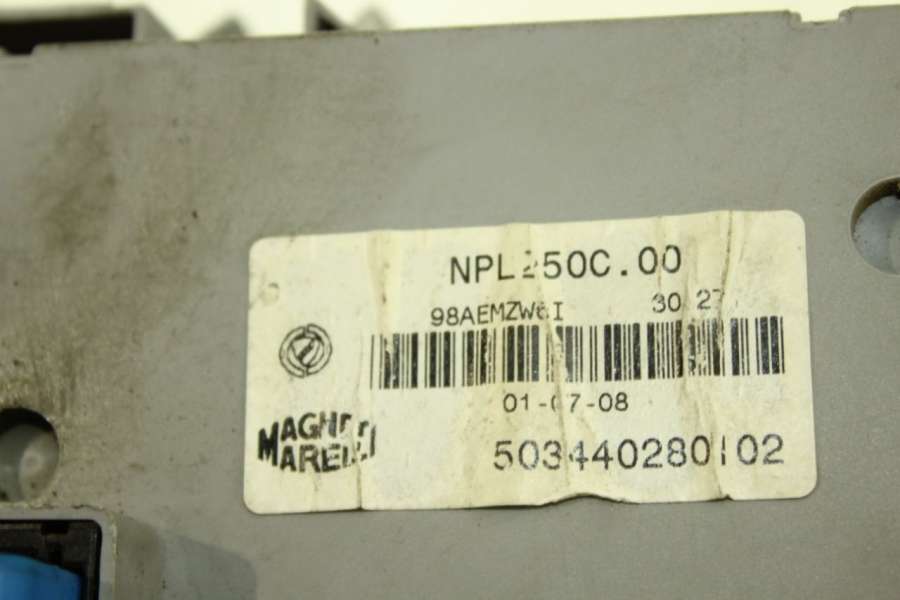 NPL250C.00
98AEMZW6I 30 27
01-07-08
MAGNETI
MARELLI
503440280102